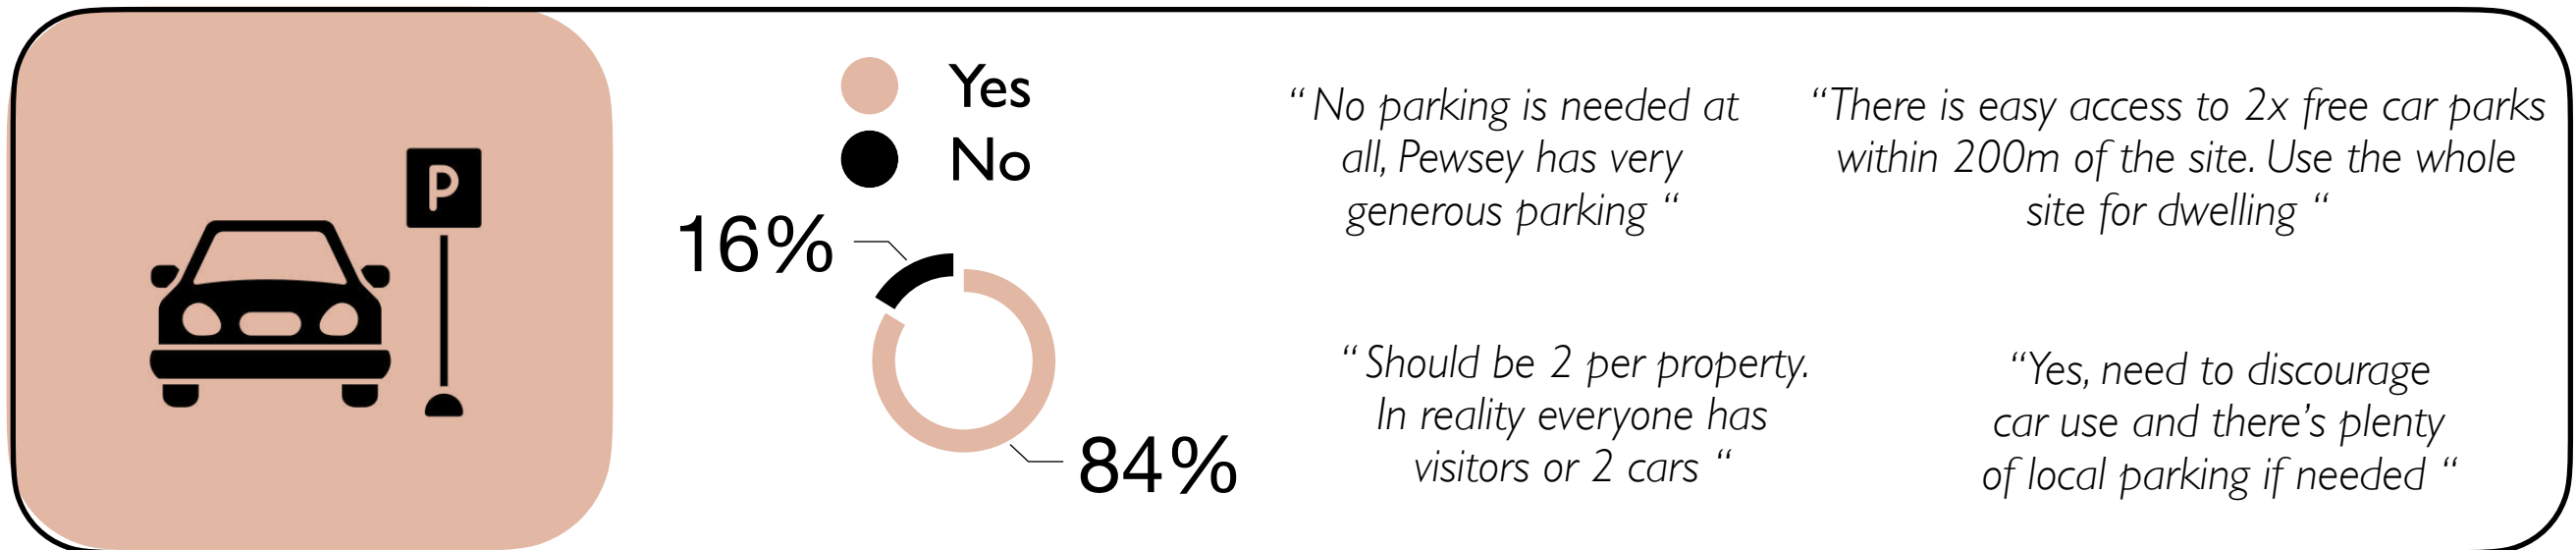 P
Yes
No
16%
84%
“ No parking is needed at
all, Pewsey has very
generous parking “
“There is easy access to 2x free car parks
within 200m of the site. Use the whole
site for dwelling “
“ Should be 2 per property.
In reality everyone has
visitors or 2 cars “
“Yes, need to discourage
car use and there’s plenty
of local parking if needed “